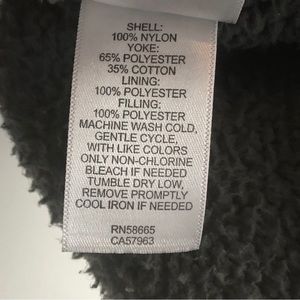 SHELL:
100% NYLON
YOKE:
65% POLYESTER
35% COTTON
LINING:
100% POLYESTER
FILLING:
100% POLYESTER
MACHINE WASH COLD,
GENTLE CYCLE,
WITH LIKE COLORS
ONLY NON-CHLORINE
BLEACH IF NEEDED
TUMBLE DRY LOW,
REMOVE PROMPTLY
COOL IRON IF NEEDED
RN58665
CA57963